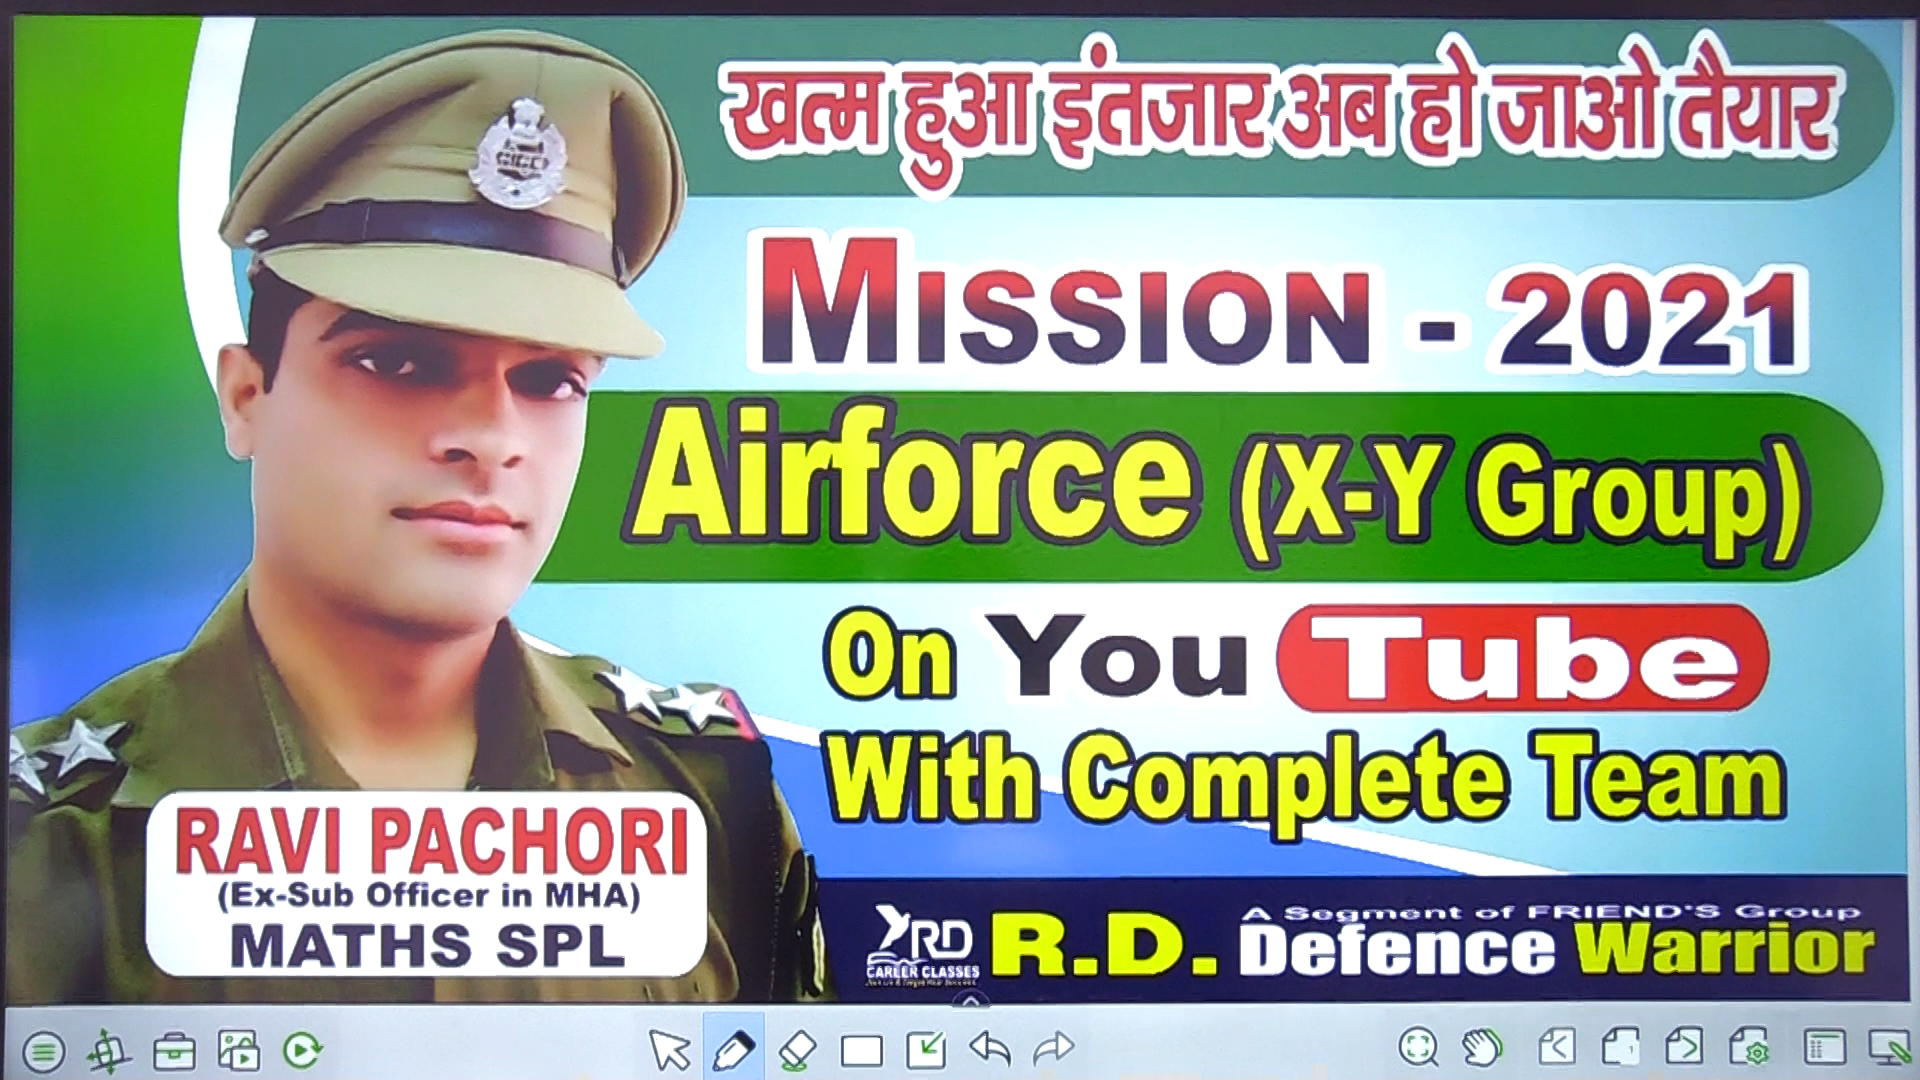 खत्म हुआ इंतजार अब हो जाओ तैयार
MISSION - 2021
Airforce (X-Y Group)
On YouTube
With Complete Team
RAVI PACHORI
(Ex-Sub Officer in MHA)
MATHS SPL
RD
CAREER CLASSES
A Segment of FRIEND'S Group
R.D. Defence Warrior
1